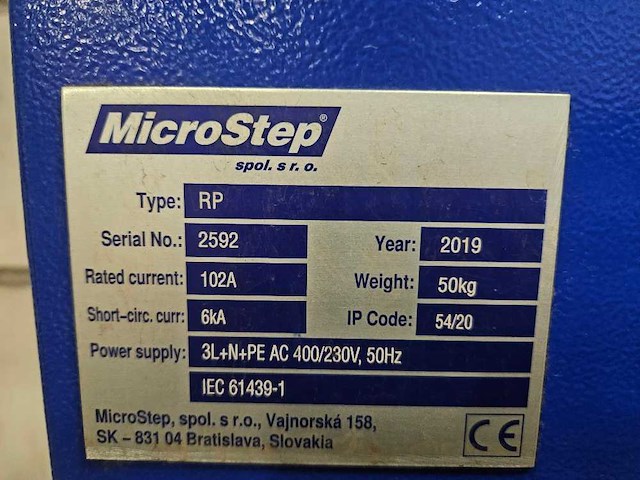 MicroStep®
spol. s r. o.
Type: RP
Serial No.: 2592 Year: 2019
Rated current: 102A Weight: 50kg
Short-circ. curr: 6kA IP Code: 54/20
Power supply: 3L+N+PE AC 400/230V, 50Hz
IEC 61439-1
MicroStep, spol. s r.o., Vajnorská 158,
SK – 831 04 Bratislava, Slovakia
CE